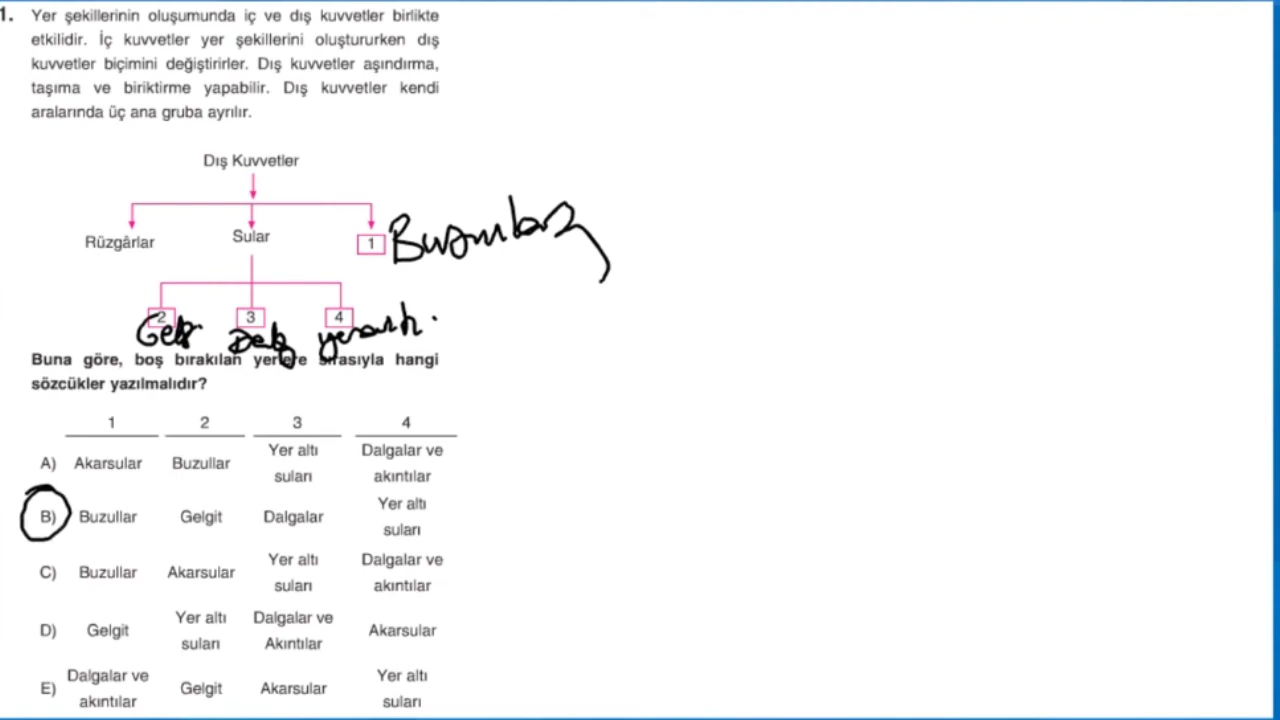 1. Yer şekillerinin oluşumunda iç ve dış kuvvetler birlikte
etkilidir. İç kuvvetler yer şekillerini oluştururken dış
kuvvetler biçimini değiştirirler. Dış kuvvetler aşındırma,
taşıma ve biriktirme yapabilir. Dış kuvvetler kendi
aralarında üç ana gruba ayrılır.
Dış Kuvvetler
Rüzgârlar Sular 1
2 3 4
Buna göre, boş bırakılan yerlere sırasıyla hangi
sözcükler yazılmalıdır?
1 2 3 4
A) Akarsular Buzullar Yer altı suları Dalgalar ve akıntılar
B) Buzullar Gelgit Dalgalar Yer altı suları
C) Buzullar Akarsular Yer altı suları Dalgalar ve akıntılar
D) Gelgit Yer altı suları Dalgalar ve Akıntılar Akarsular
E) Dalgalar ve akıntılar Gelgit Akarsular Yer altı suları